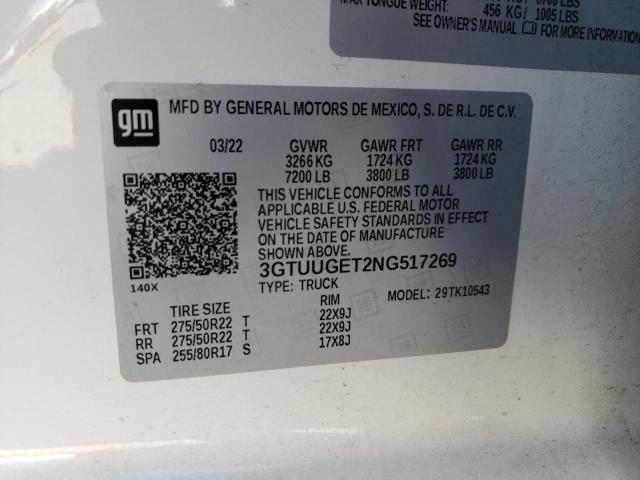 MAX TONGUE WEIGHT: 456 KG/ 1005 LBS
SEE OWNER'S MANUAL FOR MORE INFORMATION
gm
MFD BY GENERAL MOTORS DE MEXICO, S. DE R.L. DE C.V.
03/22 GVWR GAWR FRT GAWR RR
3266 KG 1724 KG 1724 KG
7200 LB 3800 LB 3800 LB
THIS VEHICLE CONFORMS TO ALL
APPLICABLE U.S. FEDERAL MOTOR
VEHICLE SAFETY STANDARDS IN EFFECT
ON THE DATE OF MANUFACTURE
SHOWN ABOVE.
3GTUUGET2NG517269
140X TYPE: TRUCK MODEL: 29TK10543
TIRE SIZE RIM
FRT 275/50R22 T 22X9J
RR 275/50R22 T 22X9J
SPA 255/80R17 S 17X8J